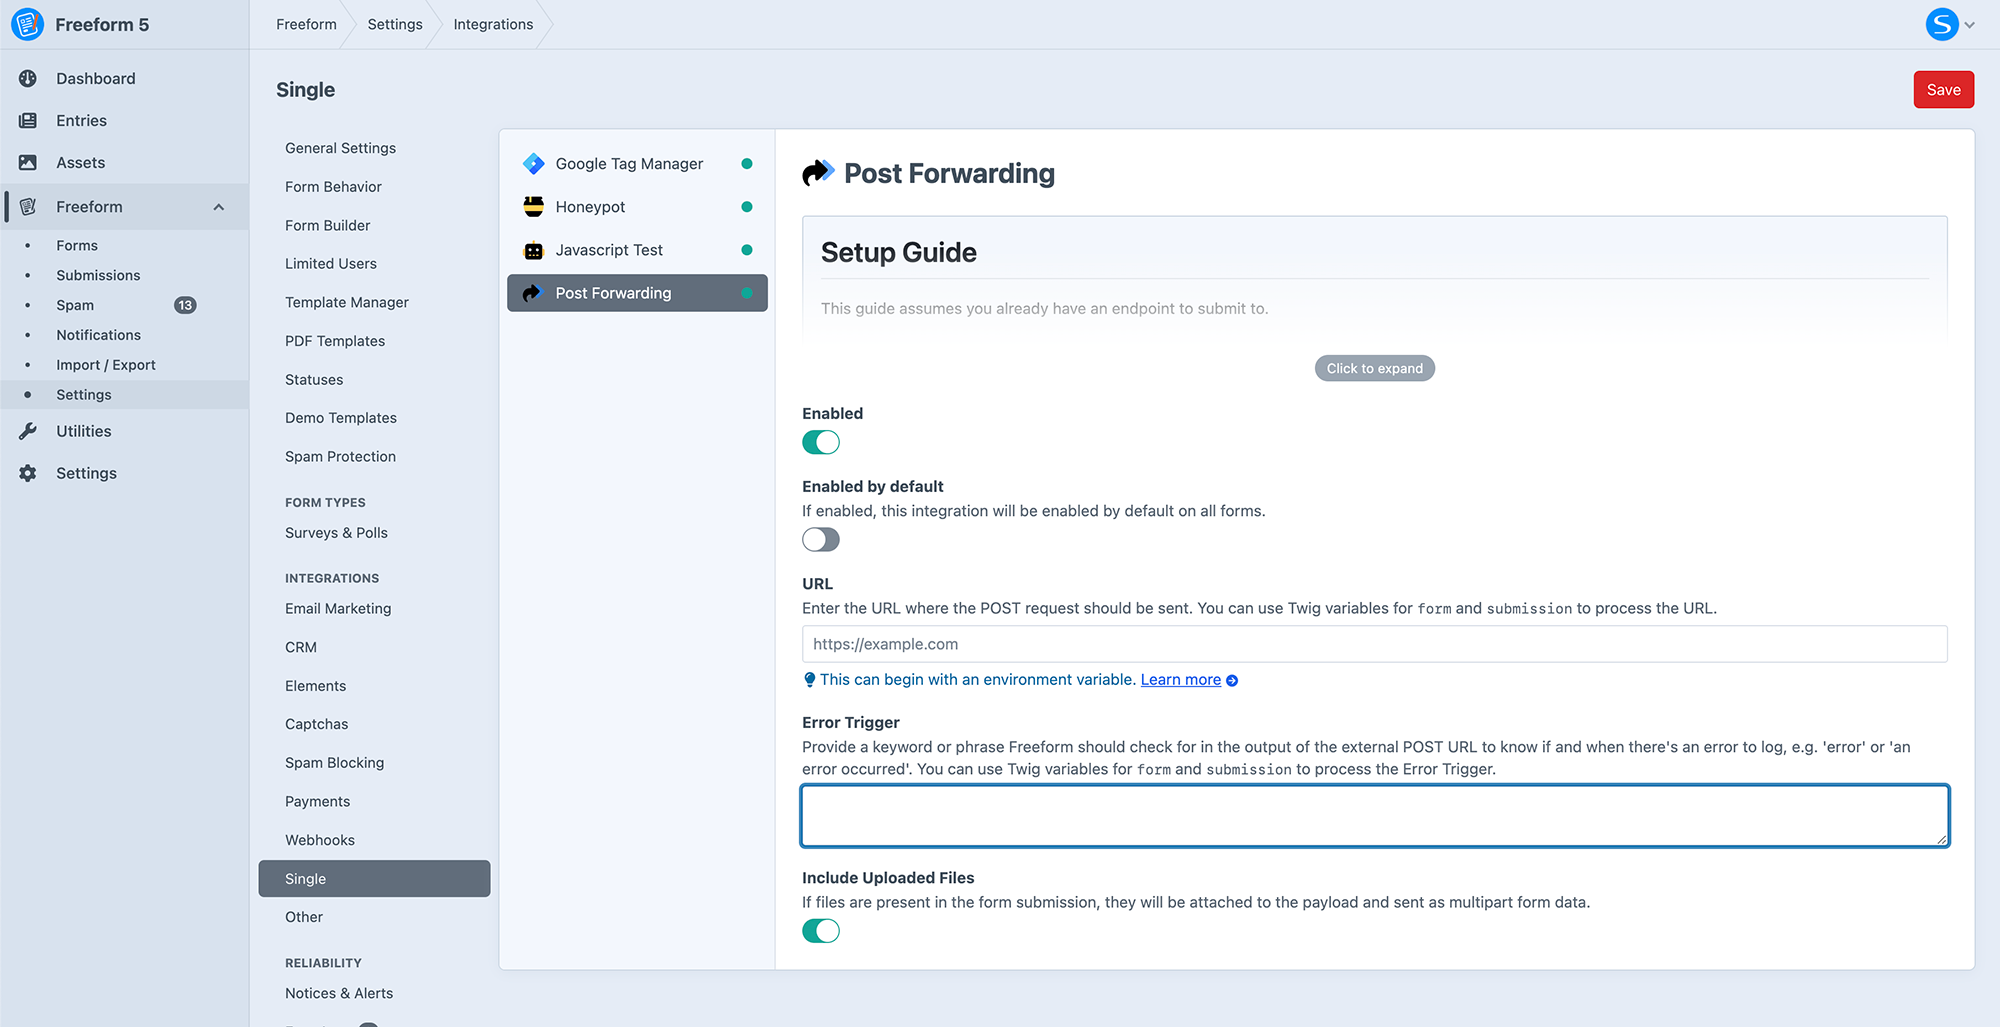 Freeform 5
Freeform
Settings
Integrations
S
Dashboard
Entries
Assets
Freeform
Forms
Submissions
Spam
13
Notifications
Import / Export
Settings
Utilities
Settings
Single
Save
General Settings
Form Behavior
Form Builder
Limited Users
Template Manager
PDF Templates
Statuses
Demo Templates
Spam Protection
FORM TYPES
Surveys & Polls
INTEGRATIONS
Email Marketing
CRM
Elements
Captchas
Spam Blocking
Payments
Webhooks
Single
Other
RELIABILITY
Notices & Alerts
Google Tag Manager
Honeypot
Javascript Test
Post Forwarding
Post Forwarding
Setup Guide
This guide assumes you already have an endpoint to submit to.
Click to expand
Enabled
Enabled by default
If enabled, this integration will be enabled by default on all forms.
URL
Enter the URL where the POST request should be sent. You can use Twig variables for form and submission to process the URL.
https://example.com
This can begin with an environment variable. Learn more
Error Trigger
Provide a keyword or phrase Freeform should check for in the output of the external POST URL to know if and when there's an error to log, e.g. 'error' or 'an
error occurred'. You can use Twig variables for form and submission to process the Error Trigger.
Include Uploaded Files
If files are present in the form submission, they will be attached to the payload and sent as multipart form data.